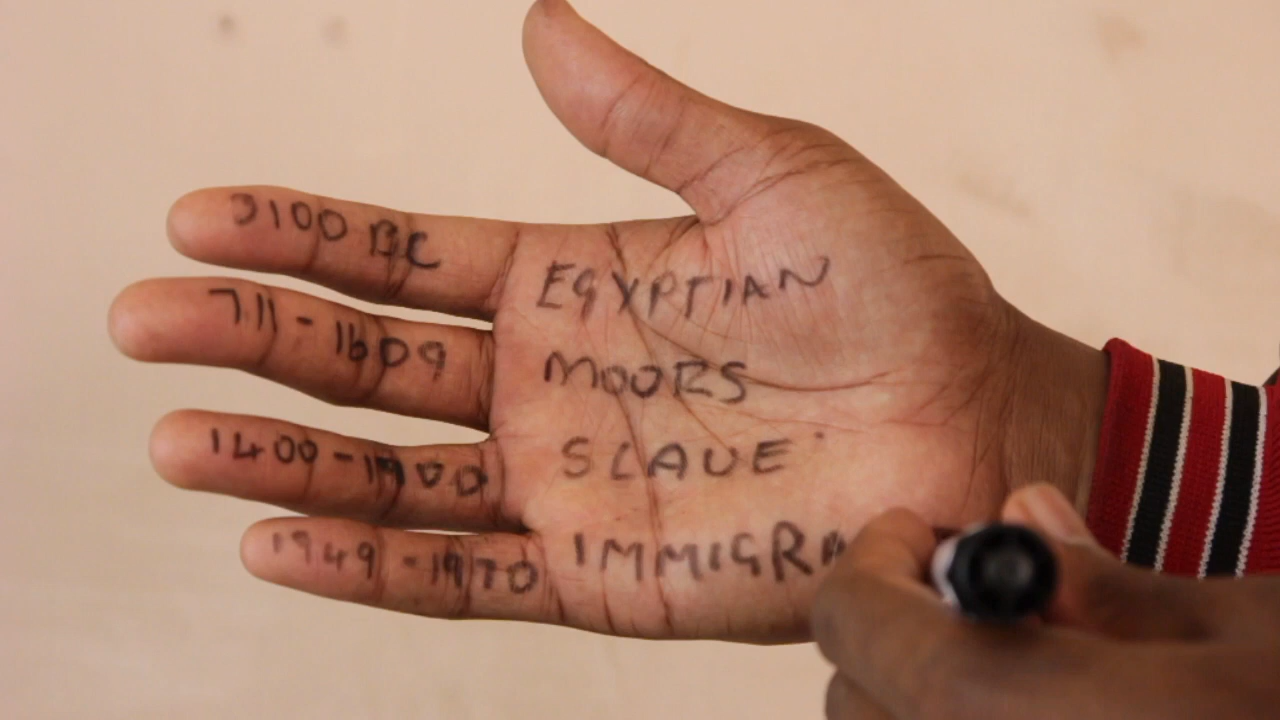 3100 BC EGYPTIAN
711 - 1609 MOORS
1400 - 1900 SLAVE
1949 - 1970 IMMIGRA